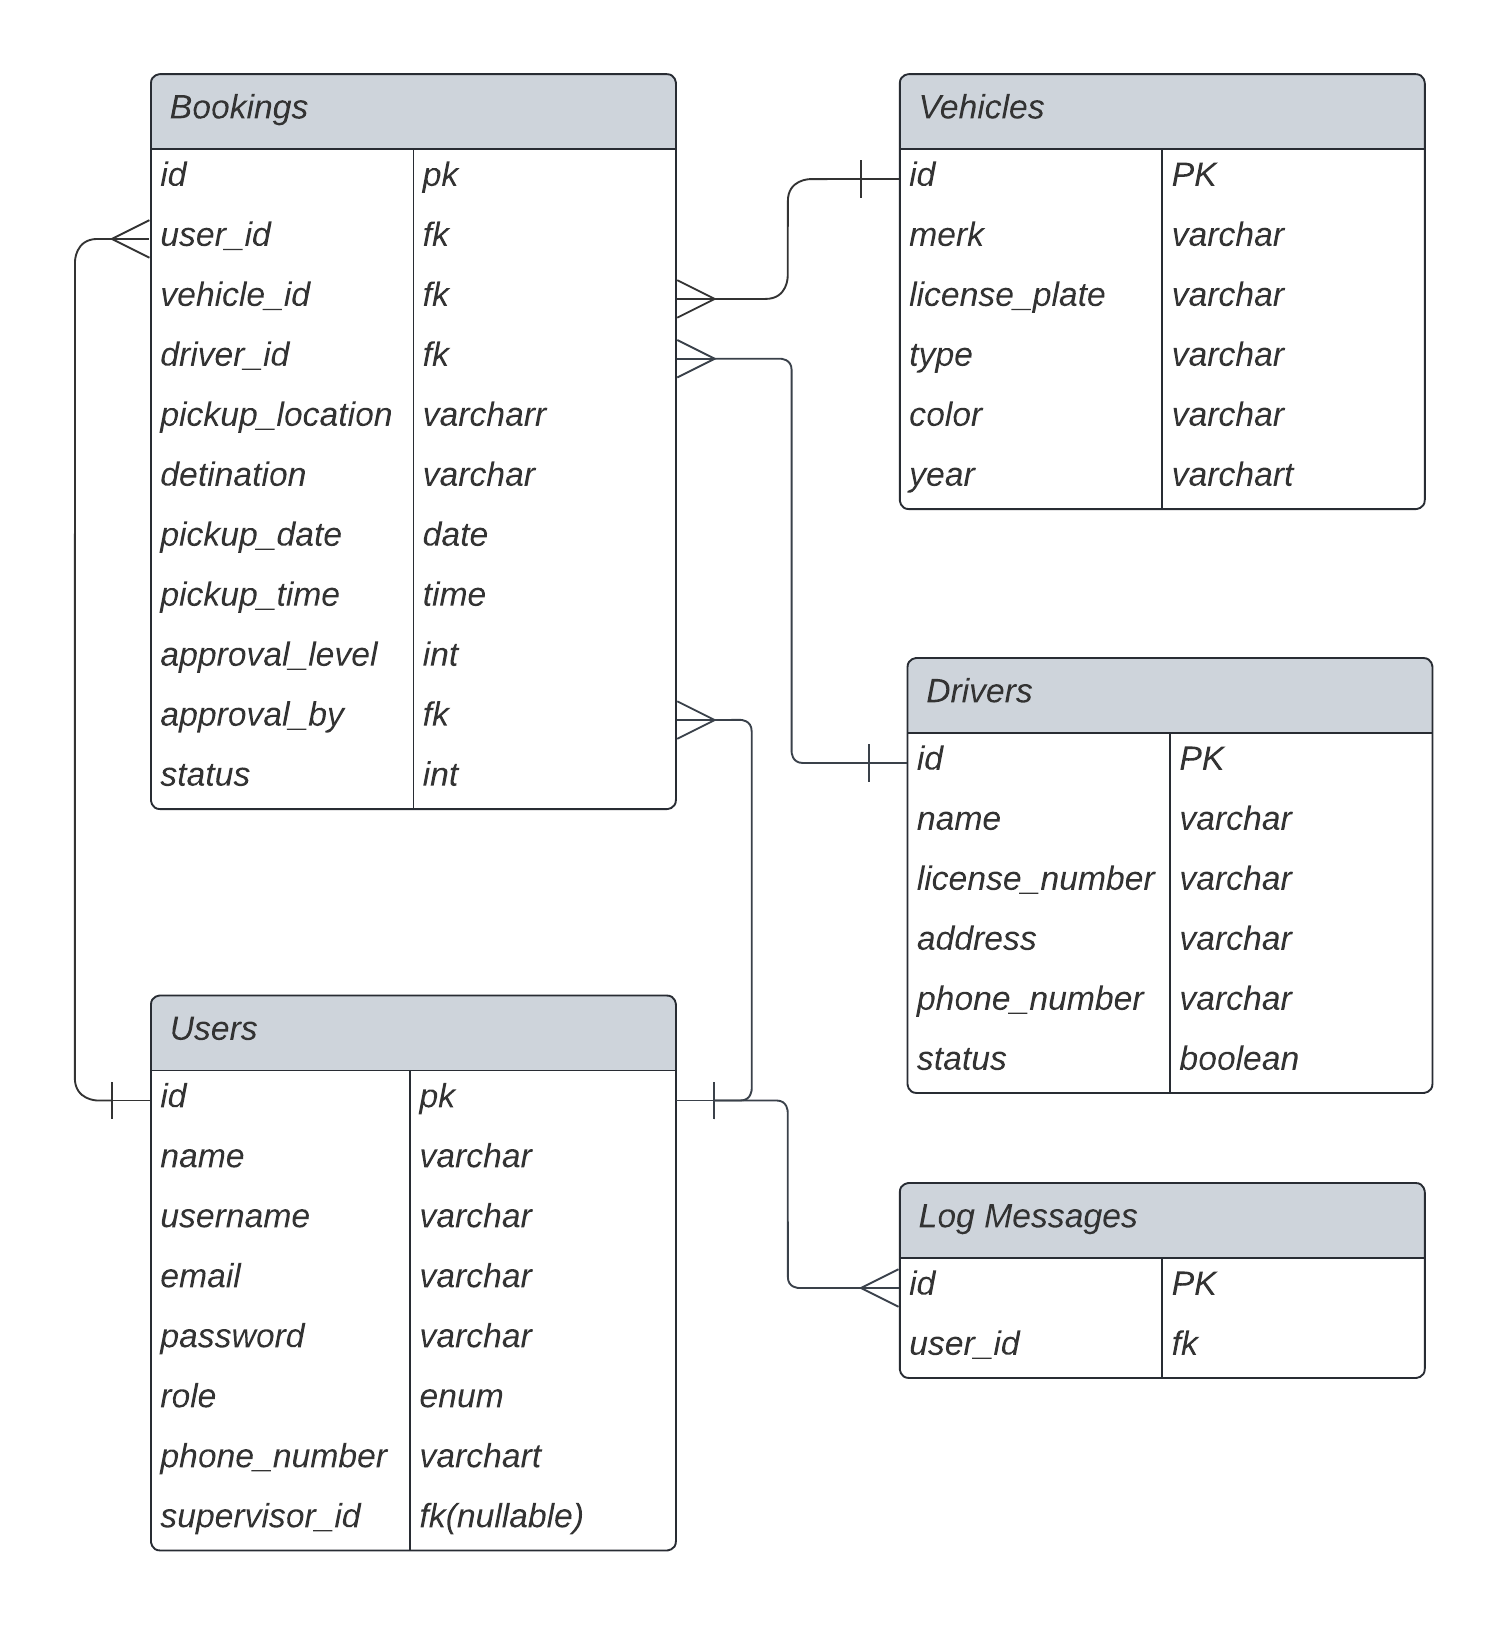 Bookings
id pk
user_id fk
vehicle_id fk
driver_id fk
pickup_location varcharr
detination varchar
pickup_date date
pickup_time time
approval_level int
approval_by fk
status int
Vehicles
id PK
merk varchar
license_plate varchar
type varchar
color varchar
year varchart
Drivers
id PK
name varchar
license_number varchar
address varchar
phone_number varchar
status boolean
Users
id pk
name varchar
username varchar
email varchar
password varchar
role enum
phone_number varchart
supervisor_id fk(nullable)
Log Messages
id PK
user_id fk